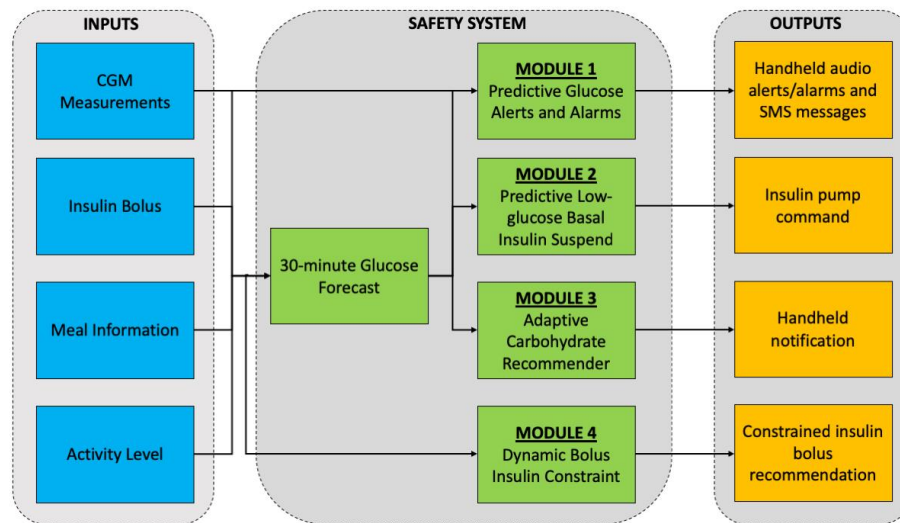 INPUTS
CGM
Measurements
Insulin Bolus
Meal Information
Activity Level
SAFETY SYSTEM
30-minute Glucose
Forecast
MODULE 1
Predictive Glucose
Alerts and Alarms
MODULE 2
Predictive Low-
glucose Basal
Insulin Suspend
MODULE 3
Adaptive
Carbohydrate
Recommender
MODULE 4
Dynamic Bolus
Insulin Constraint
OUTPUTS
Handheld audio
alerts/alarms and
SMS messages
Insulin pump
command
Handheld
notification
Constrained insulin
bolus
recommendation